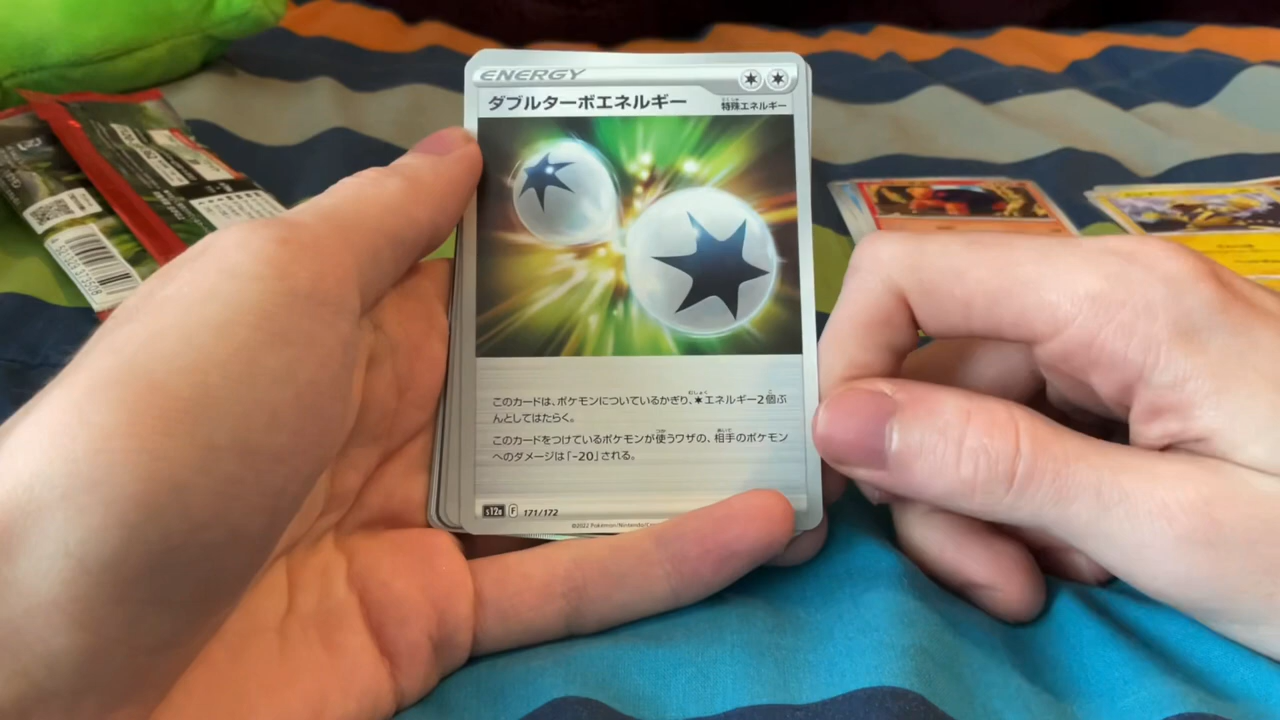 ENERGY
ダブルターボエネルギー
特殊エネルギー
このカードは、ポケモンについているかぎり、エネルギー2個ぶ
んとしてはたらく。
このカードをつけているポケモンが使うワザの、相手のポケモン
へのダメージは「-20」される。
s12a F 171/172
©2022 Pokémon/Nintendo/